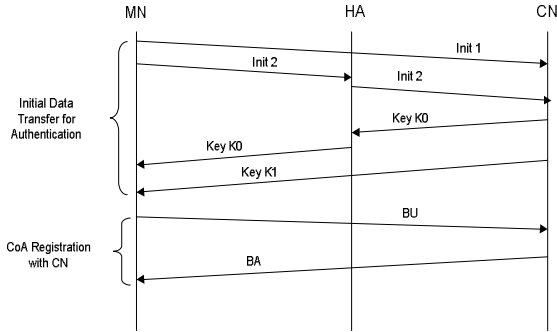 MN
HA
CN
Init 1
Init 2
Init 2
Initial Data
Transfer for
Authentication
Key K0
Key K0
Key K1
BU
CoA Registration
with CN
BA